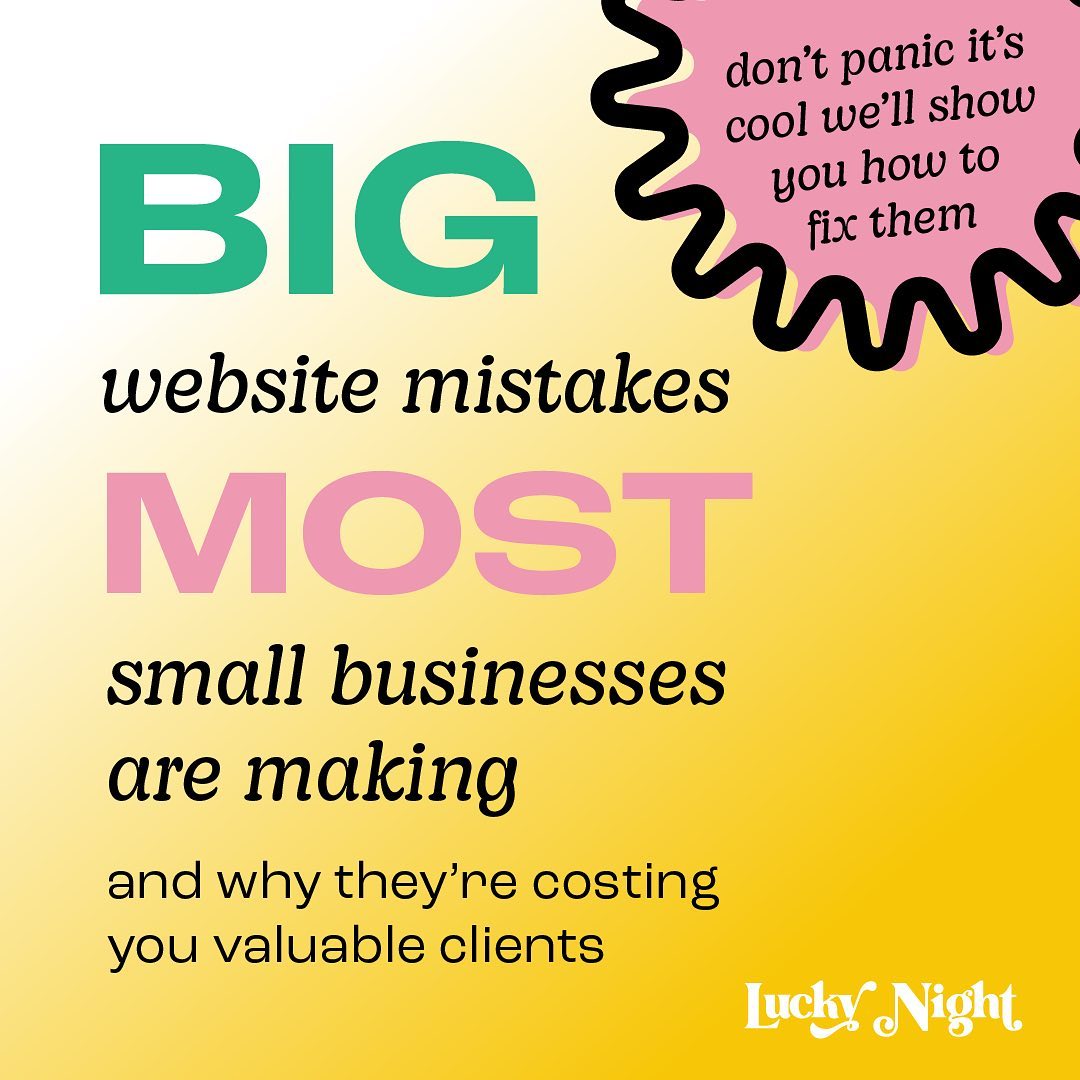 don't panic it's
cool we'll show
you how to
fix them
BIG
website mistakes
MOST
small businesses
are making
and why they're costing
you valuable clients
Lucky Night